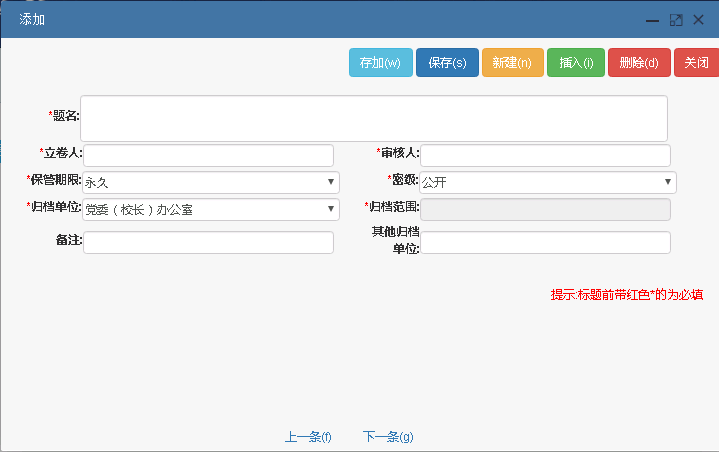 添加
存加(w) 保存(s) 新建(n) 插入(i) 删除(d) 关闭
*题名:
*立卷人: *审核人:
*保管期限: 永久 *密级: 公开
*归档单位: 党委（校长）办公室 *归档范围:
备注: 其他归档
单位:
提示:标题前带红色*的为必填
上一条(f) 下一条(g)